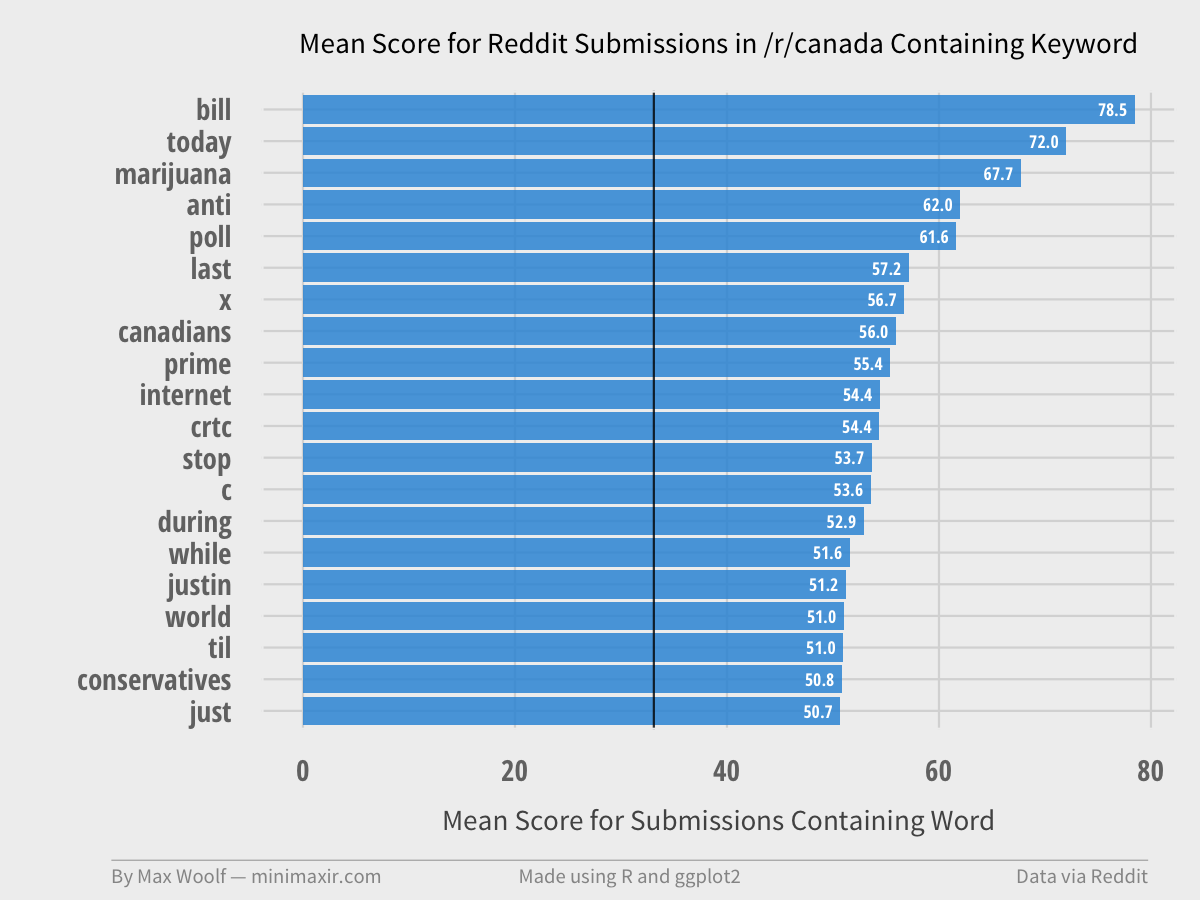 Mean Score for Reddit Submissions in /r/canada Containing Keyword
bill 78.5
today 72.0
marijuana 67.7
anti 62.0
poll 61.6
last 57.2
x 56.7
canadians 56.0
prime 55.4
internet 54.4
crtc 54.4
stop 53.7
c 53.6
during 52.9
while 51.6
justin 51.2
world 51.0
til 51.0
conservatives 50.8
just 50.7
0 20 40 60 80
Mean Score for Submissions Containing Word
By Max Woolf — minimaxir.com Made using R and ggplot2 Data via Reddit